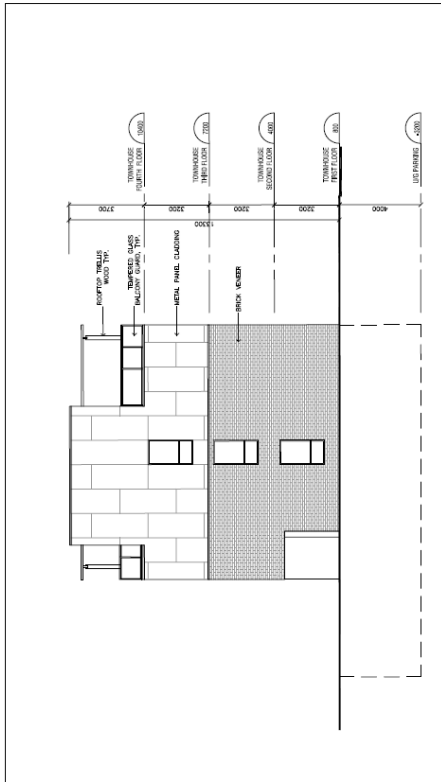 10400
TOWNHOUSE
FOURTH FLOOR
7200
TOWNHOUSE
THIRD FLOOR
4000
TOWNHOUSE
SECOND FLOOR
800
TOWNHOUSE
FIRST FLOOR
U/G PARKING
3700
3200
3200
3200
4000
13300
ROOFTOP TRELLIS
WOOD TYP.
TEMPERED GLASS
BALCONY GUARD, TYP.
METAL PANEL CLADDING
BRICK VENEER